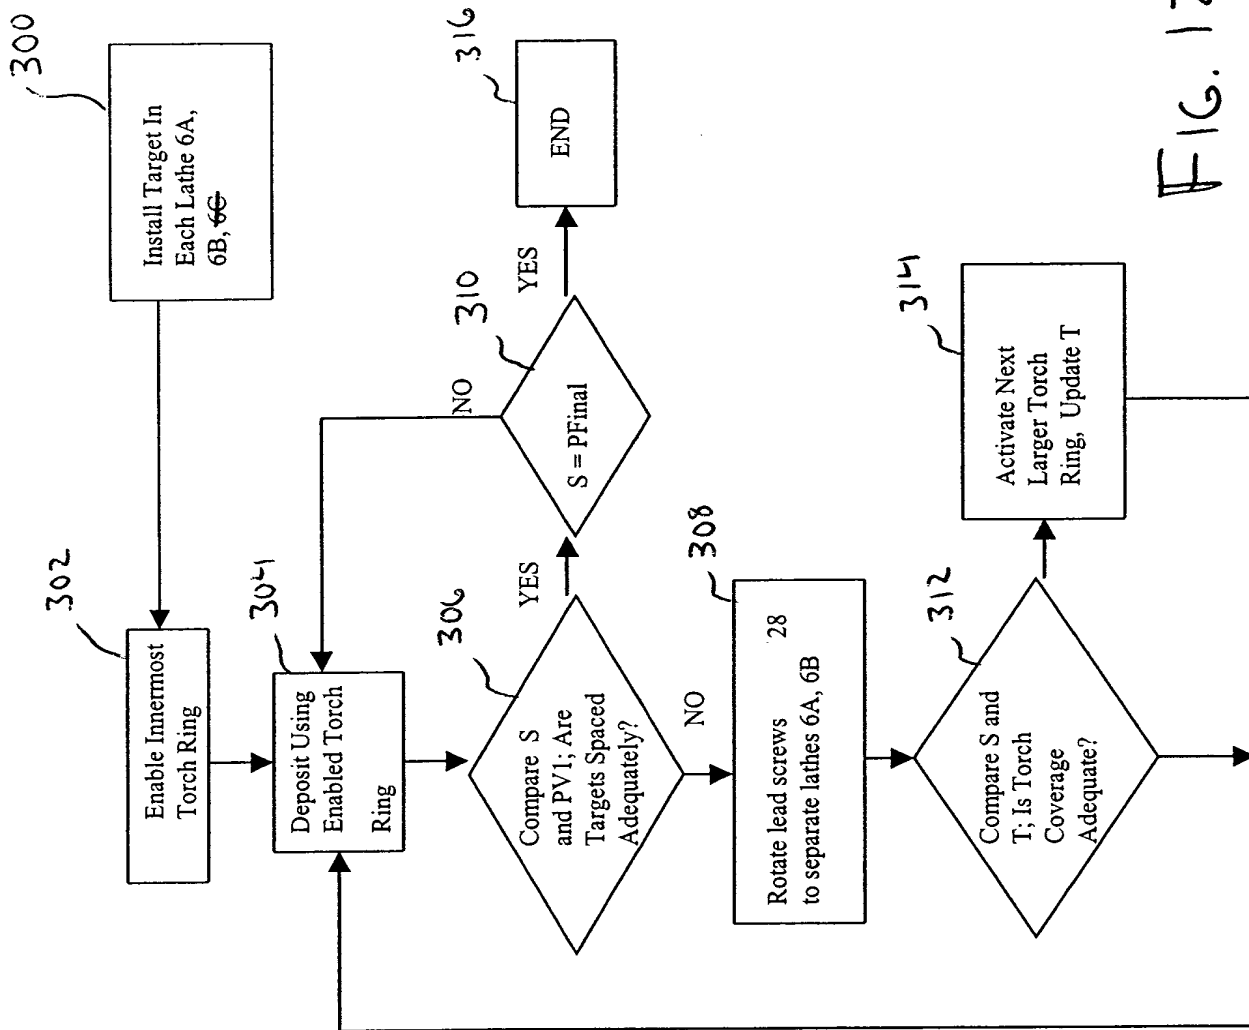 300
Install Target In
Each Lathe 6A,
6B, 6C
302
Enable Innermost
Torch Ring
304
Deposit Using
Enabled Torch
Ring
306
Compare S
and PV1; Are
Targets Spaced
Adequately?
YES
NO
310
S = PFinal
NO
YES
316
END
308
Rotate lead screws 28
to separate lathes 6A, 6B
312
Compare S and
T; Is Torch
Coverage
Adequate?
314
Activate Next
Larger Torch
Ring, Update T